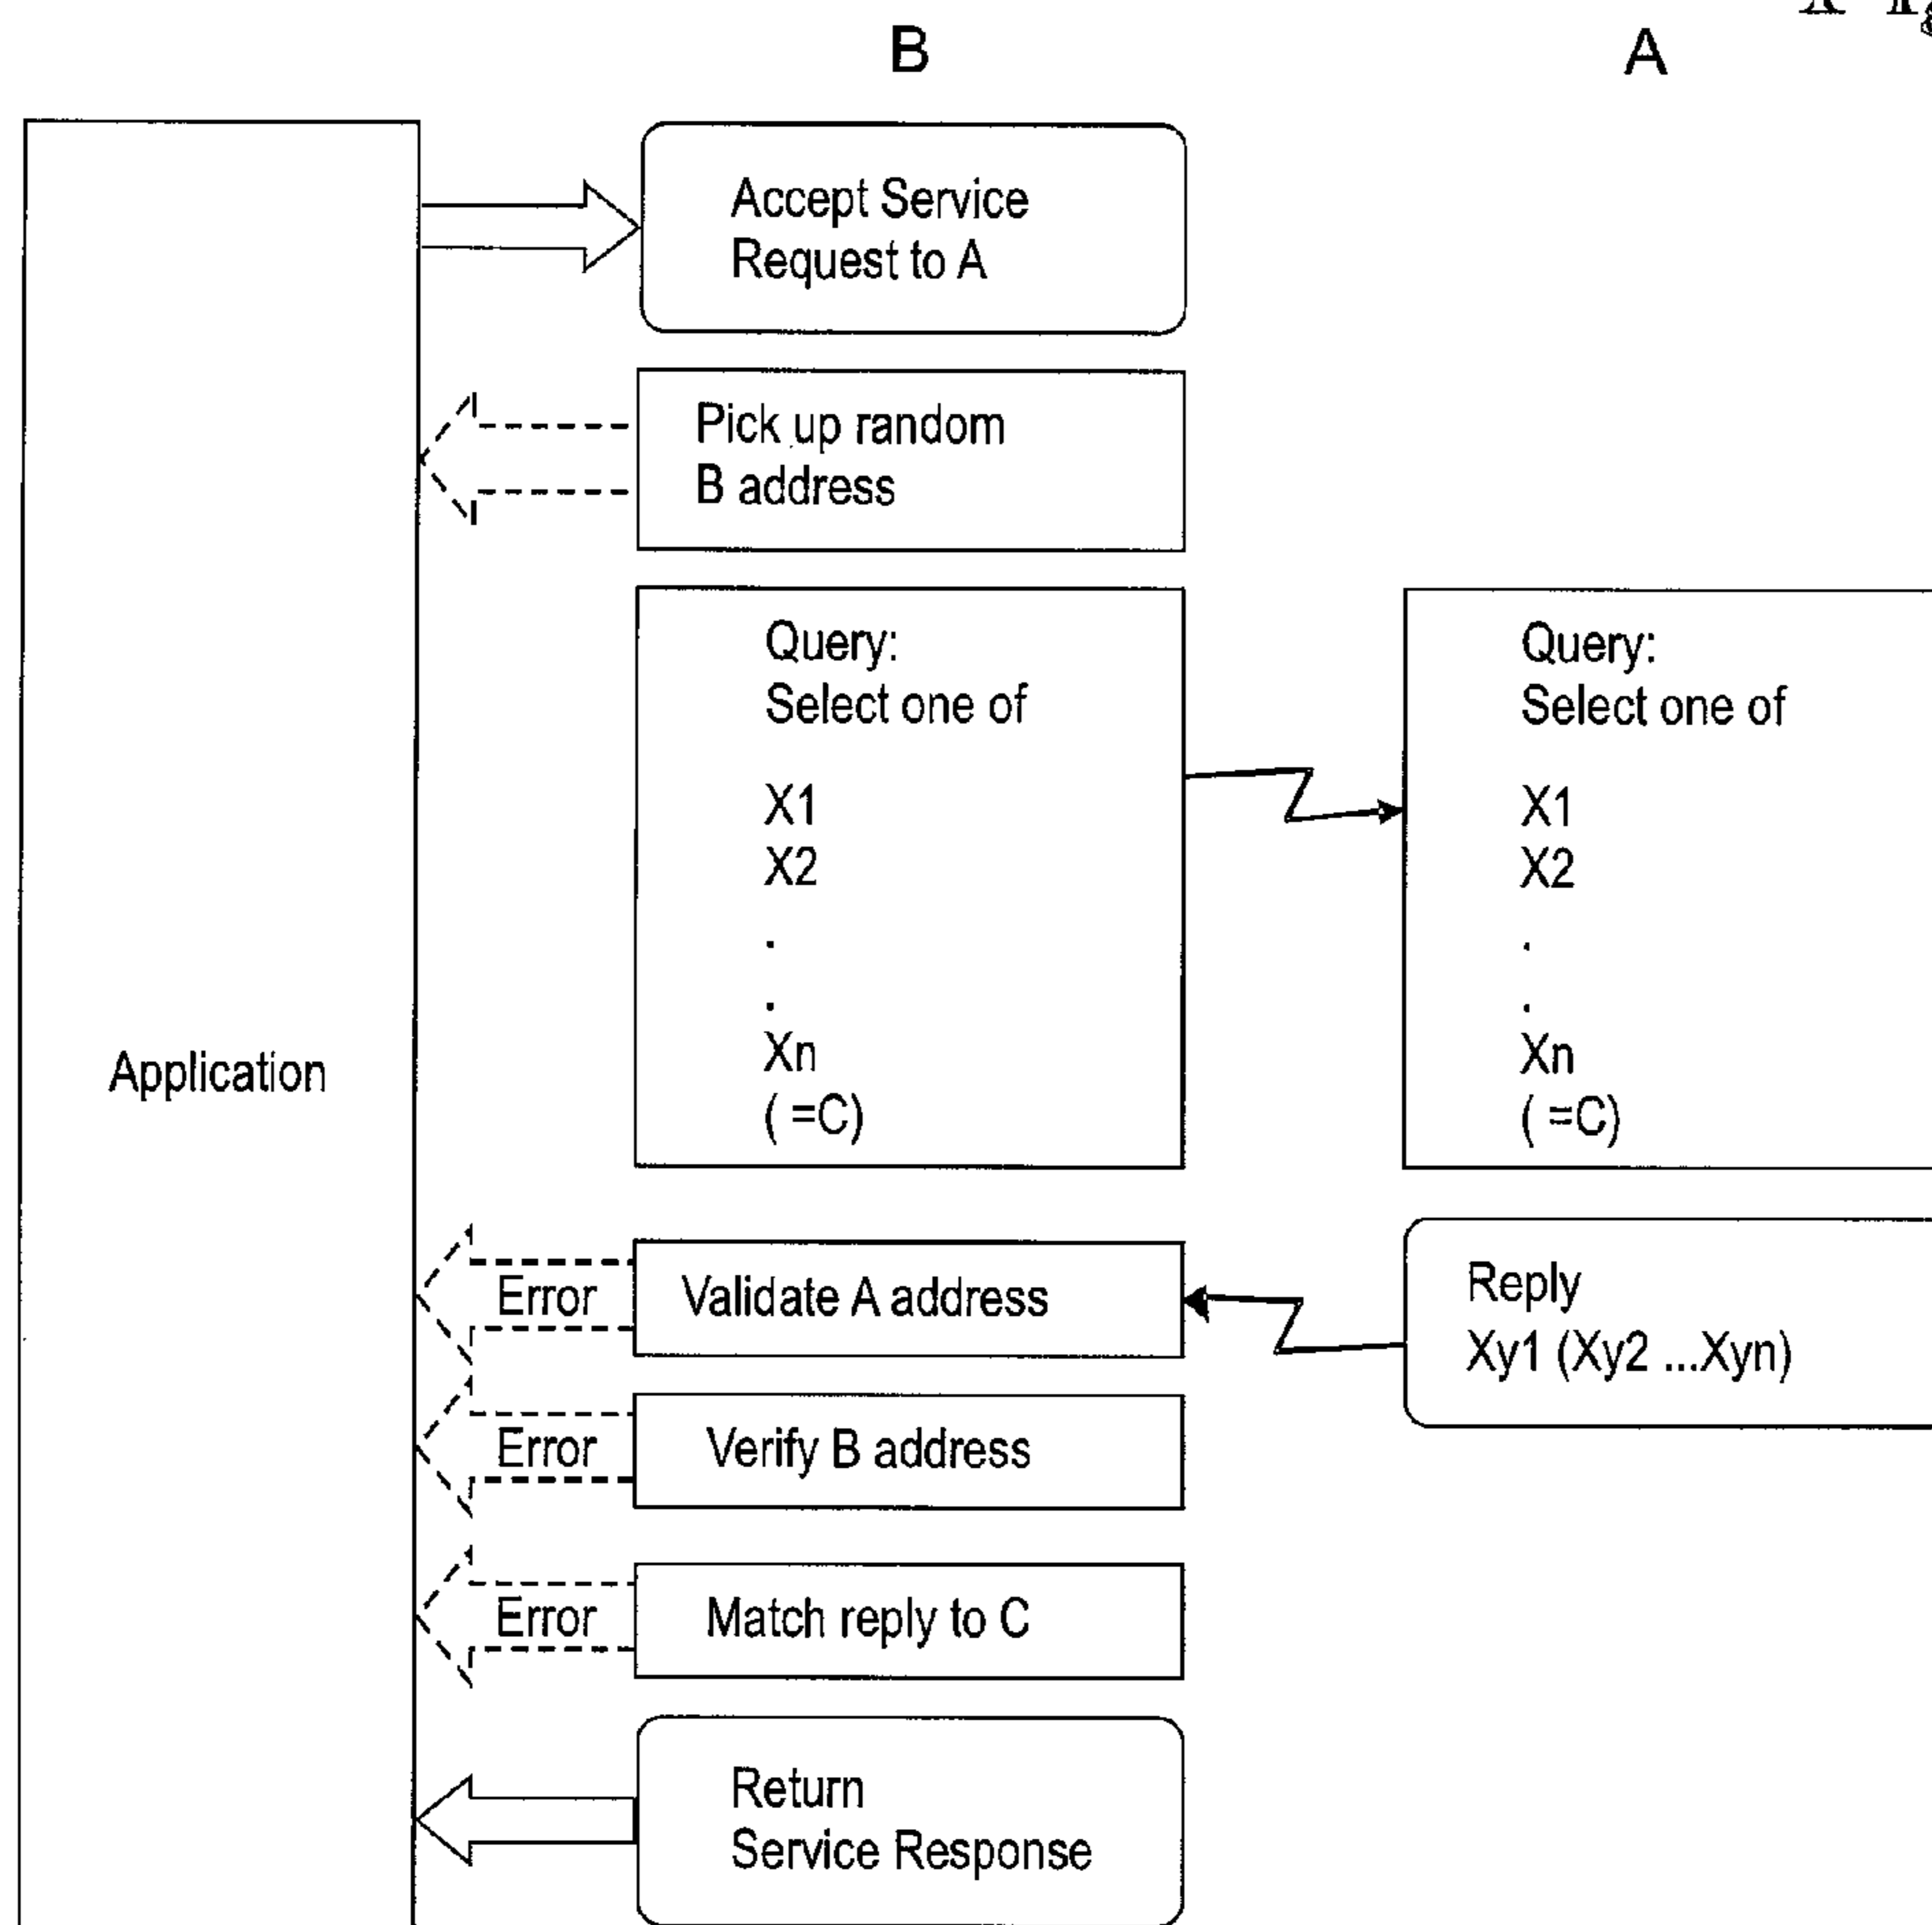 B
A
Accept Service
Request to A
Pick up random
B address
Query:
Select one of
X1
X2
.
.
Xn
( =C)
Query:
Select one of
X1
X2
.
.
Xn
( =C)
Application
Error
Validate A address
Reply
Xy1 (Xy2 ...Xyn)
Error
Verify B address
Error
Match reply to C
Return
Service Response